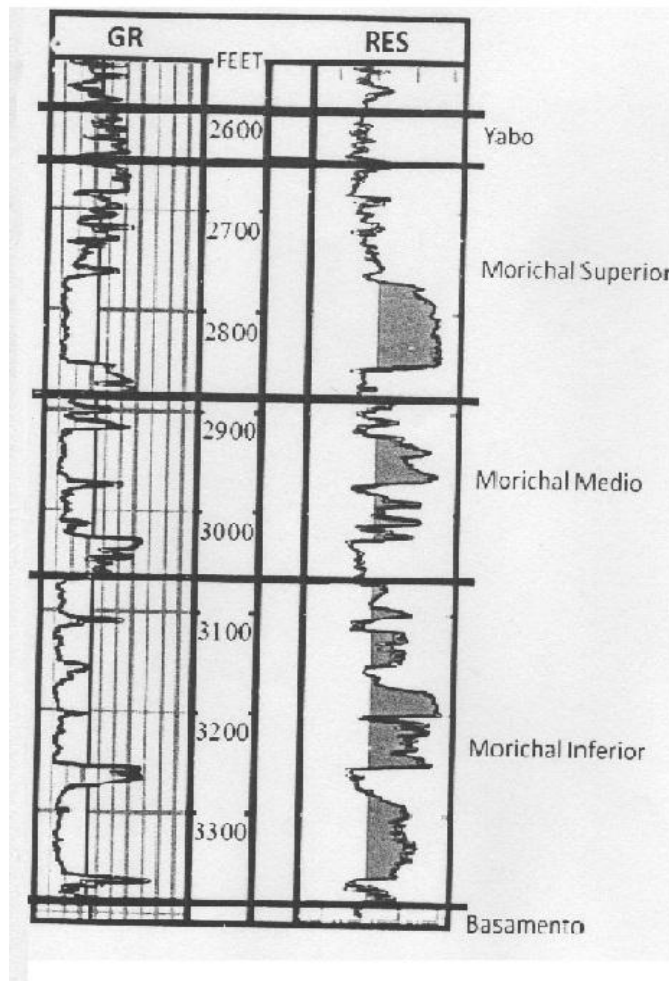 GR FEET RES
2600
Yabo
2700
Morichal Superior
2800
2900
Morichal Medio
3000
3100
3200
Morichal Inferior
3300
Basamento